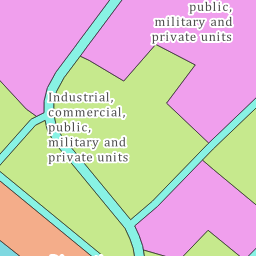 public,
military and
private units
Industrial,
commercial,
public,
military and
private units